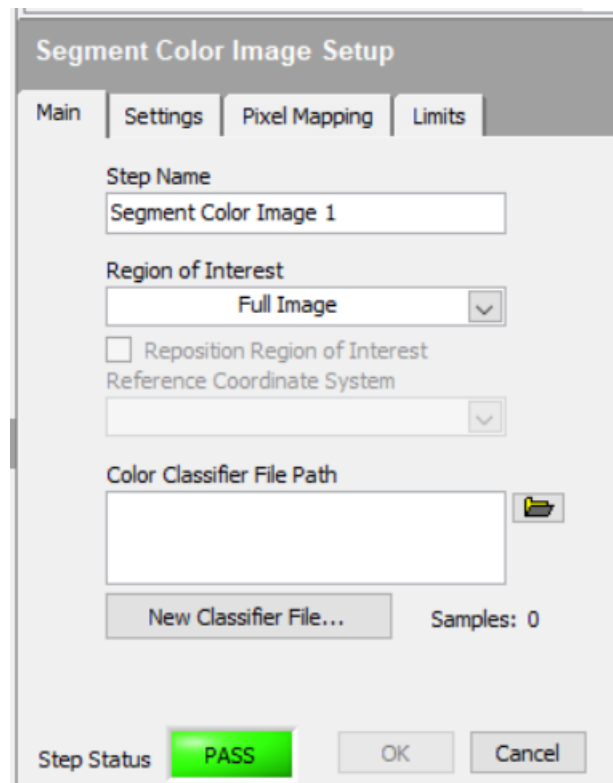 Segment Color Image Setup
Main Settings Pixel Mapping Limits
Step Name
Segment Color Image 1
Region of Interest
Full Image
Reposition Region of Interest
Reference Coordinate System
Color Classifier File Path
New Classifier File... Samples: 0
Step Status PASS OK Cancel